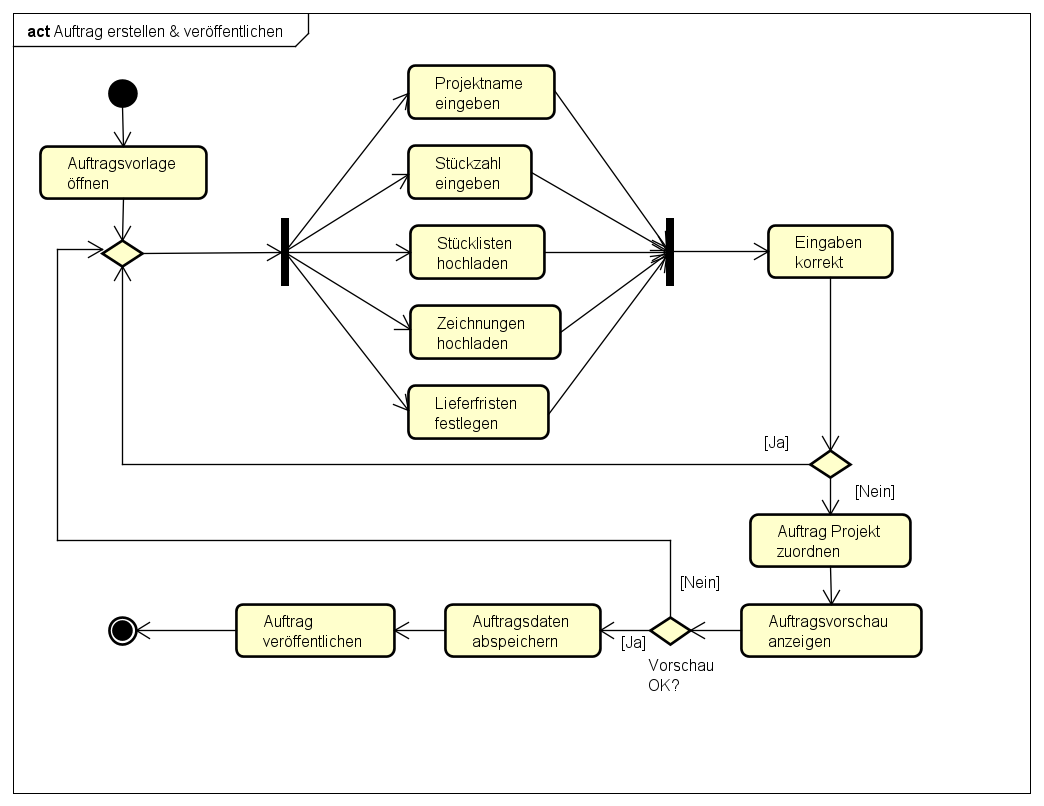 act Auftrag erstellen & veröffentlichen
Projektname
eingeben
Auftragsvorlage
öffnen
Stückzahl
eingeben
Stücklisten
hochladen
Eingaben
korrekt
Zeichnungen
hochladen
Lieferfristen
festlegen
[Ja]
[Nein]
Auftrag Projekt
zuordnen
[Nein]
Auftrag
veröffentlichen
Auftragsdaten
abspeichern
[Ja]
Auftragsvorschau
anzeigen
Vorschau
OK?